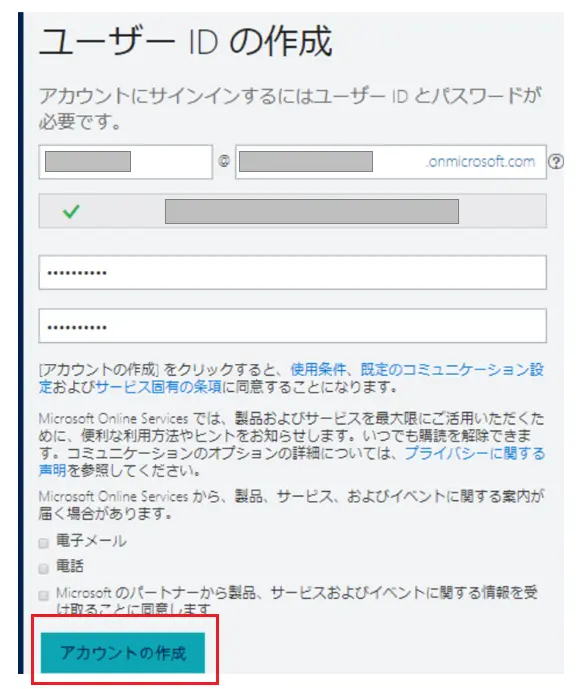 ユーザー ID の作成
アカウントにサインインするにはユーザー ID とパスワードが
必要です。
@ .onmicrosoft.com ?
••••••••••
••••••••••
[アカウントの作成] をクリックすると、使用条件、既定のコミュニケーション設
定およびサービス固有の条項に同意することになります。
Microsoft Online Services では、製品およびサービスを最大限にご活用いただくた
めに、便利な利用方法やヒントをお知らせします。いつでも購読を解除できま
す。コミュニケーションのオプションの詳細については、プライバシーに関する
声明を参照してください。
Microsoft Online Services から、製品、サービス、およびイベントに関する案内が
届く場合があります。
電子メール
電話
Microsoft のパートナーから製品、サービスおよびイベントに関する情報を受
け取ることに同意します
アカウントの作成